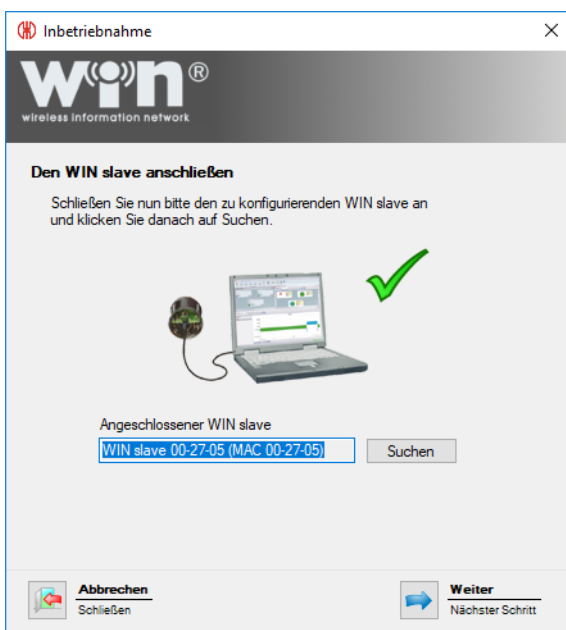 Inbetriebnahme
WIN®
wireless information network
Den WIN slave anschließen
Schließen Sie nun bitte den zu konfigurierenden WIN slave an
und klicken Sie danach auf Suchen.
Angeschlossener WIN slave
WIN slave 00-27-05 (MAC 00-27-05)
Suchen
Abbrechen
Schließen
Weiter
Nächster Schritt